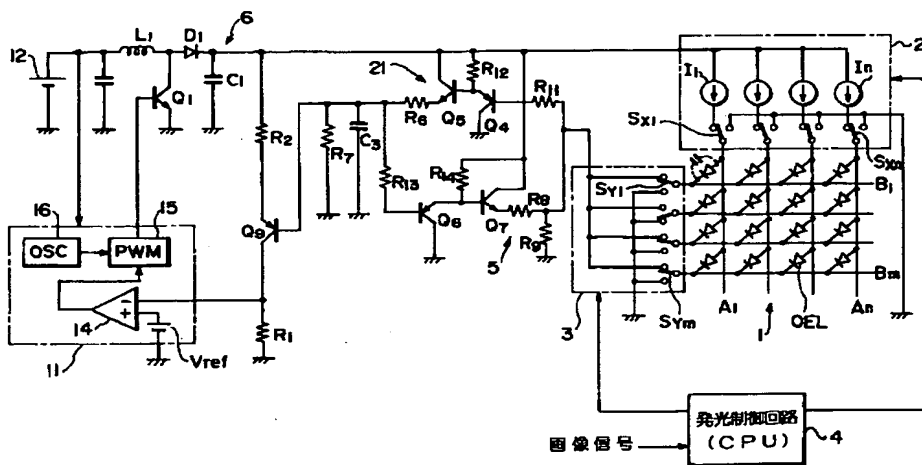 L1
D1
6
2
12
C1
21
R12
I1
In
Q1
R2
R6
Q5
Q4
R11
SX1
SXn
R7
C3
16
15
R13
R14
SY1
B1
OSC
PWM
Q9
Q6
Q7
R8
R9
5
14
SYm
Bm
R1
3
A1
1
OEL
An
11
Vref
発光制御回路
(CPU)
4
画像信号